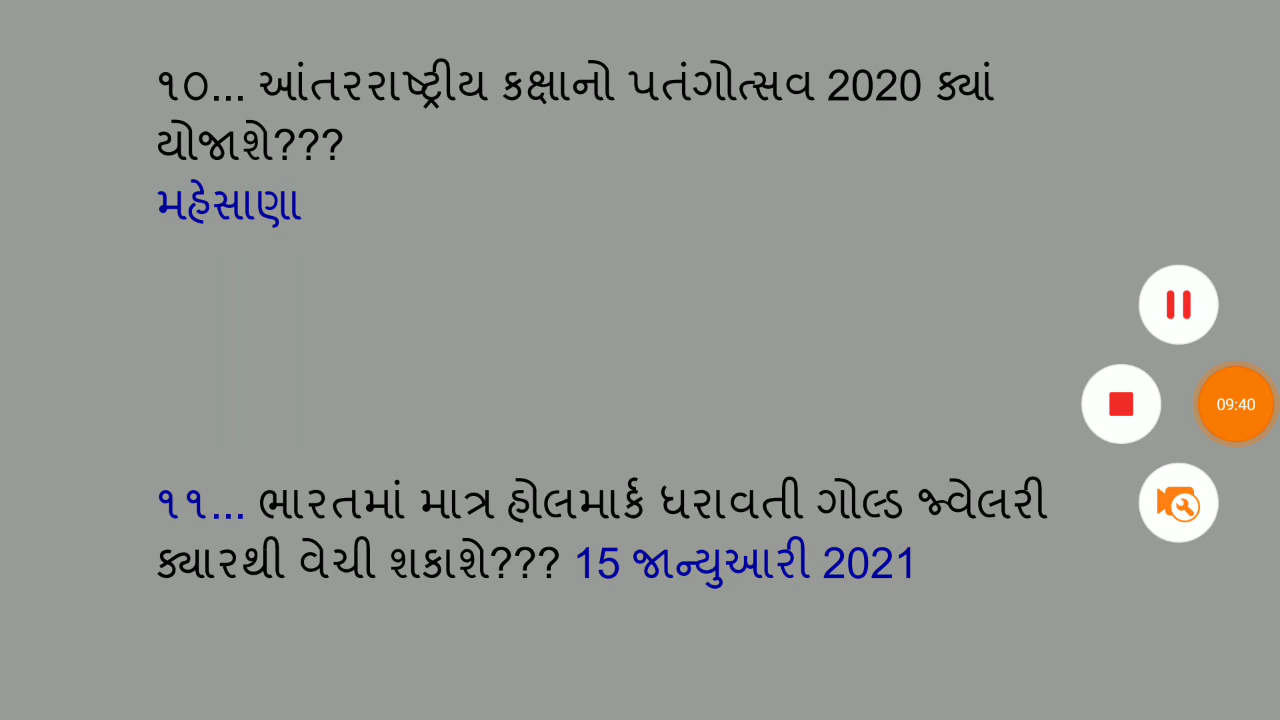 ૧૦... આંતરરાષ્ટ્રીય કક્ષાનો પતંગોત્સવ 2020 ક્યાં
યોજાશે???
મહેસાણા
૧૧... ભારતમાં માત્ર હોલમાર્ક ધરાવતી ગોલ્ડ જ્વેલરી
ક્યારથી વેચી શકાશે??? 15 જાન્યુઆરી 2021
09:40